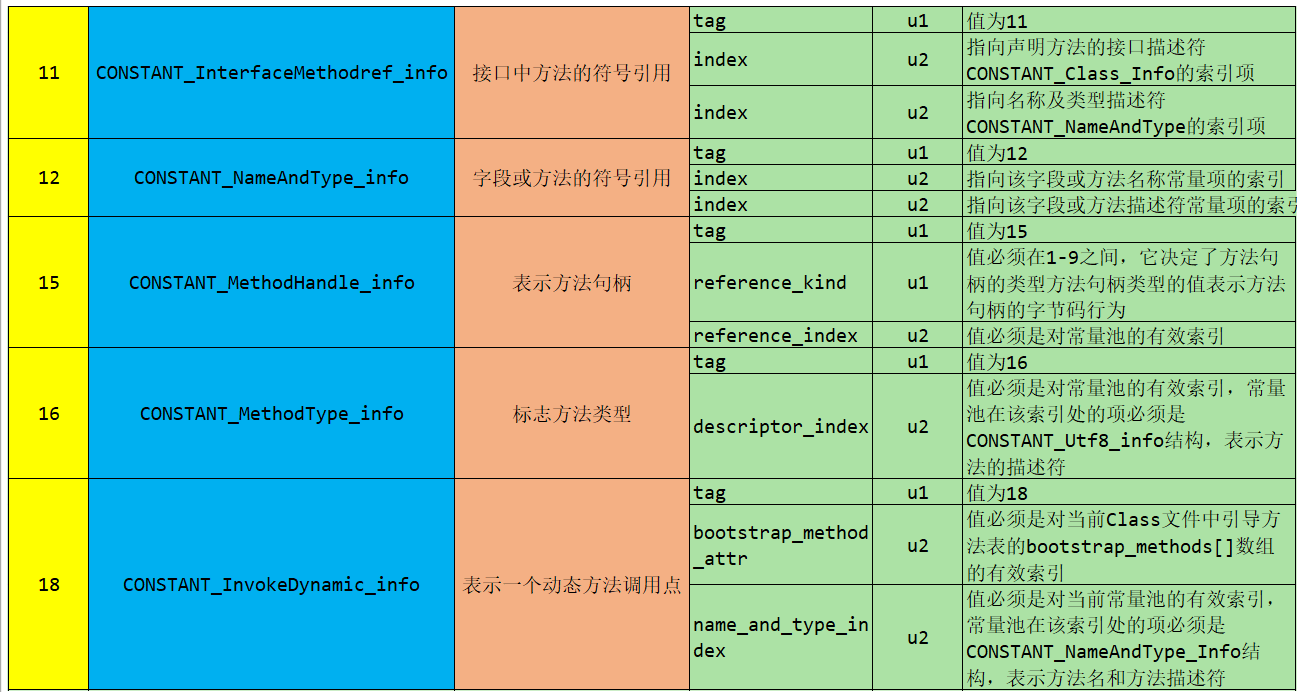 11
CONSTANT_InterfaceMethodref_info
接口中方法的符号引用
tag
u1
值为11
index
u2
指向声明方法的接口描述符
CONSTANT_Class_Info的索引项
index
u2
指向名称及类型描述符
CONSTANT_NameAndType的索引项
12
CONSTANT_NameAndType_info
字段或方法的符号引用
tag
u1
值为12
index
u2
指向该字段或方法名称常量项的索引
index
u2
指向该字段或方法描述符常量项的索引
15
CONSTANT_MethodHandle_info
表示方法句柄
tag
u1
值为15
reference_kind
u1
值必须在1-9之间，它决定了方法句
柄的类型方法句柄类型的值表示方法
句柄的字节码行为
reference_index
u2
值必须是对常量池的有效索引
16
CONSTANT_MethodType_info
标志方法类型
tag
u1
值为16
descriptor_index
u2
值必须是对常量池的有效索引，常量
池在该索引处的项必须是
CONSTANT_Utf8_info结构，表示方
法的描述符
18
CONSTANT_InvokeDynamic_info
表示一个动态方法调用点
tag
u1
值为18
bootstrap_method
_attr
u2
值必须是对当前Class文件中引导方
法表的bootstrap_methods[]数组
的有效索引
name_and_type_in
dex
u2
值必须是对当前常量池的有效索引，
常量池在该索引处的项必须是
CONSTANT_NameAndType_Info结
构，表示方法名和方法描述符